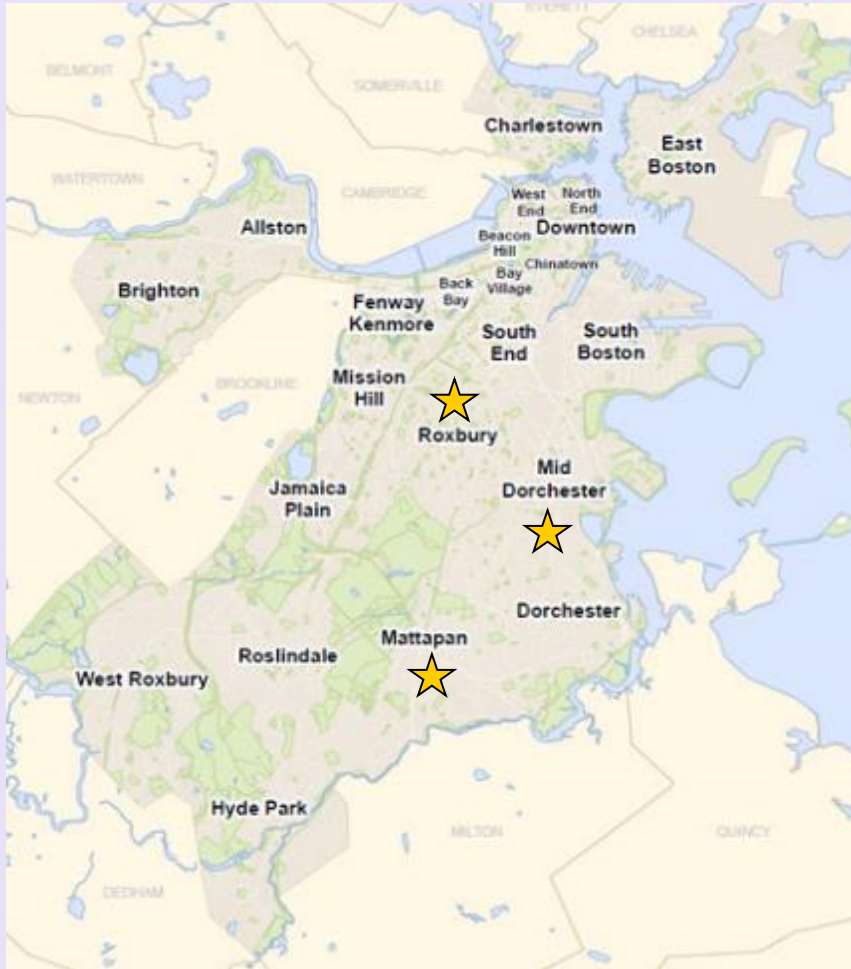 EVERETT
CHELSEA
BELMONT
SOMERVILLE
Charlestown
East
Boston
WATERTOWN
CAMBRIDGE
West
End
North
End
Allston
Beacon
Hill
Downtown
Chinatown
Bay
Village
Back
Bay
Brighton
Fenway
Kenmore
South
End
South
Boston
NEWTON
BROOKLINE
Mission
Hill
Roxbury
Mid
Dorchester
Jamaica
Plain
Dorchester
Mattapan
Roslindale
West Roxbury
Hyde Park
MILTON
QUINCY
DEDHAM